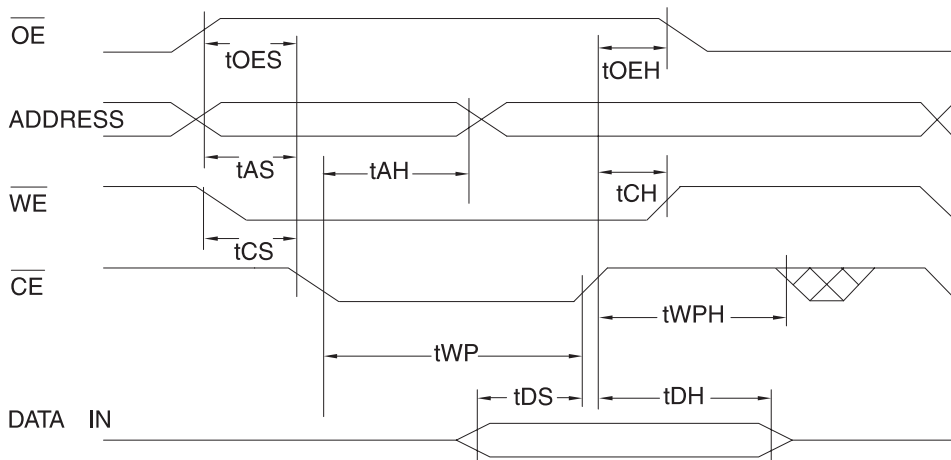 OE
tOES
tOEH
ADDRESS
tAS
tAH
WE
tCH
tCS
CE
tWPH
tWP
tDS
tDH
DATA IN